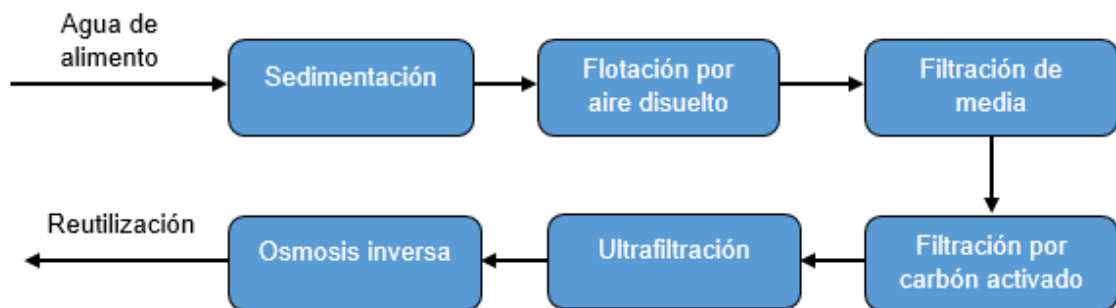 Agua de
alimento
Sedimentación
Flotación por
aire disuelto
Filtración de
media
Filtración por
carbón activado
Ultrafiltración
Osmosis inversa
Reutilización